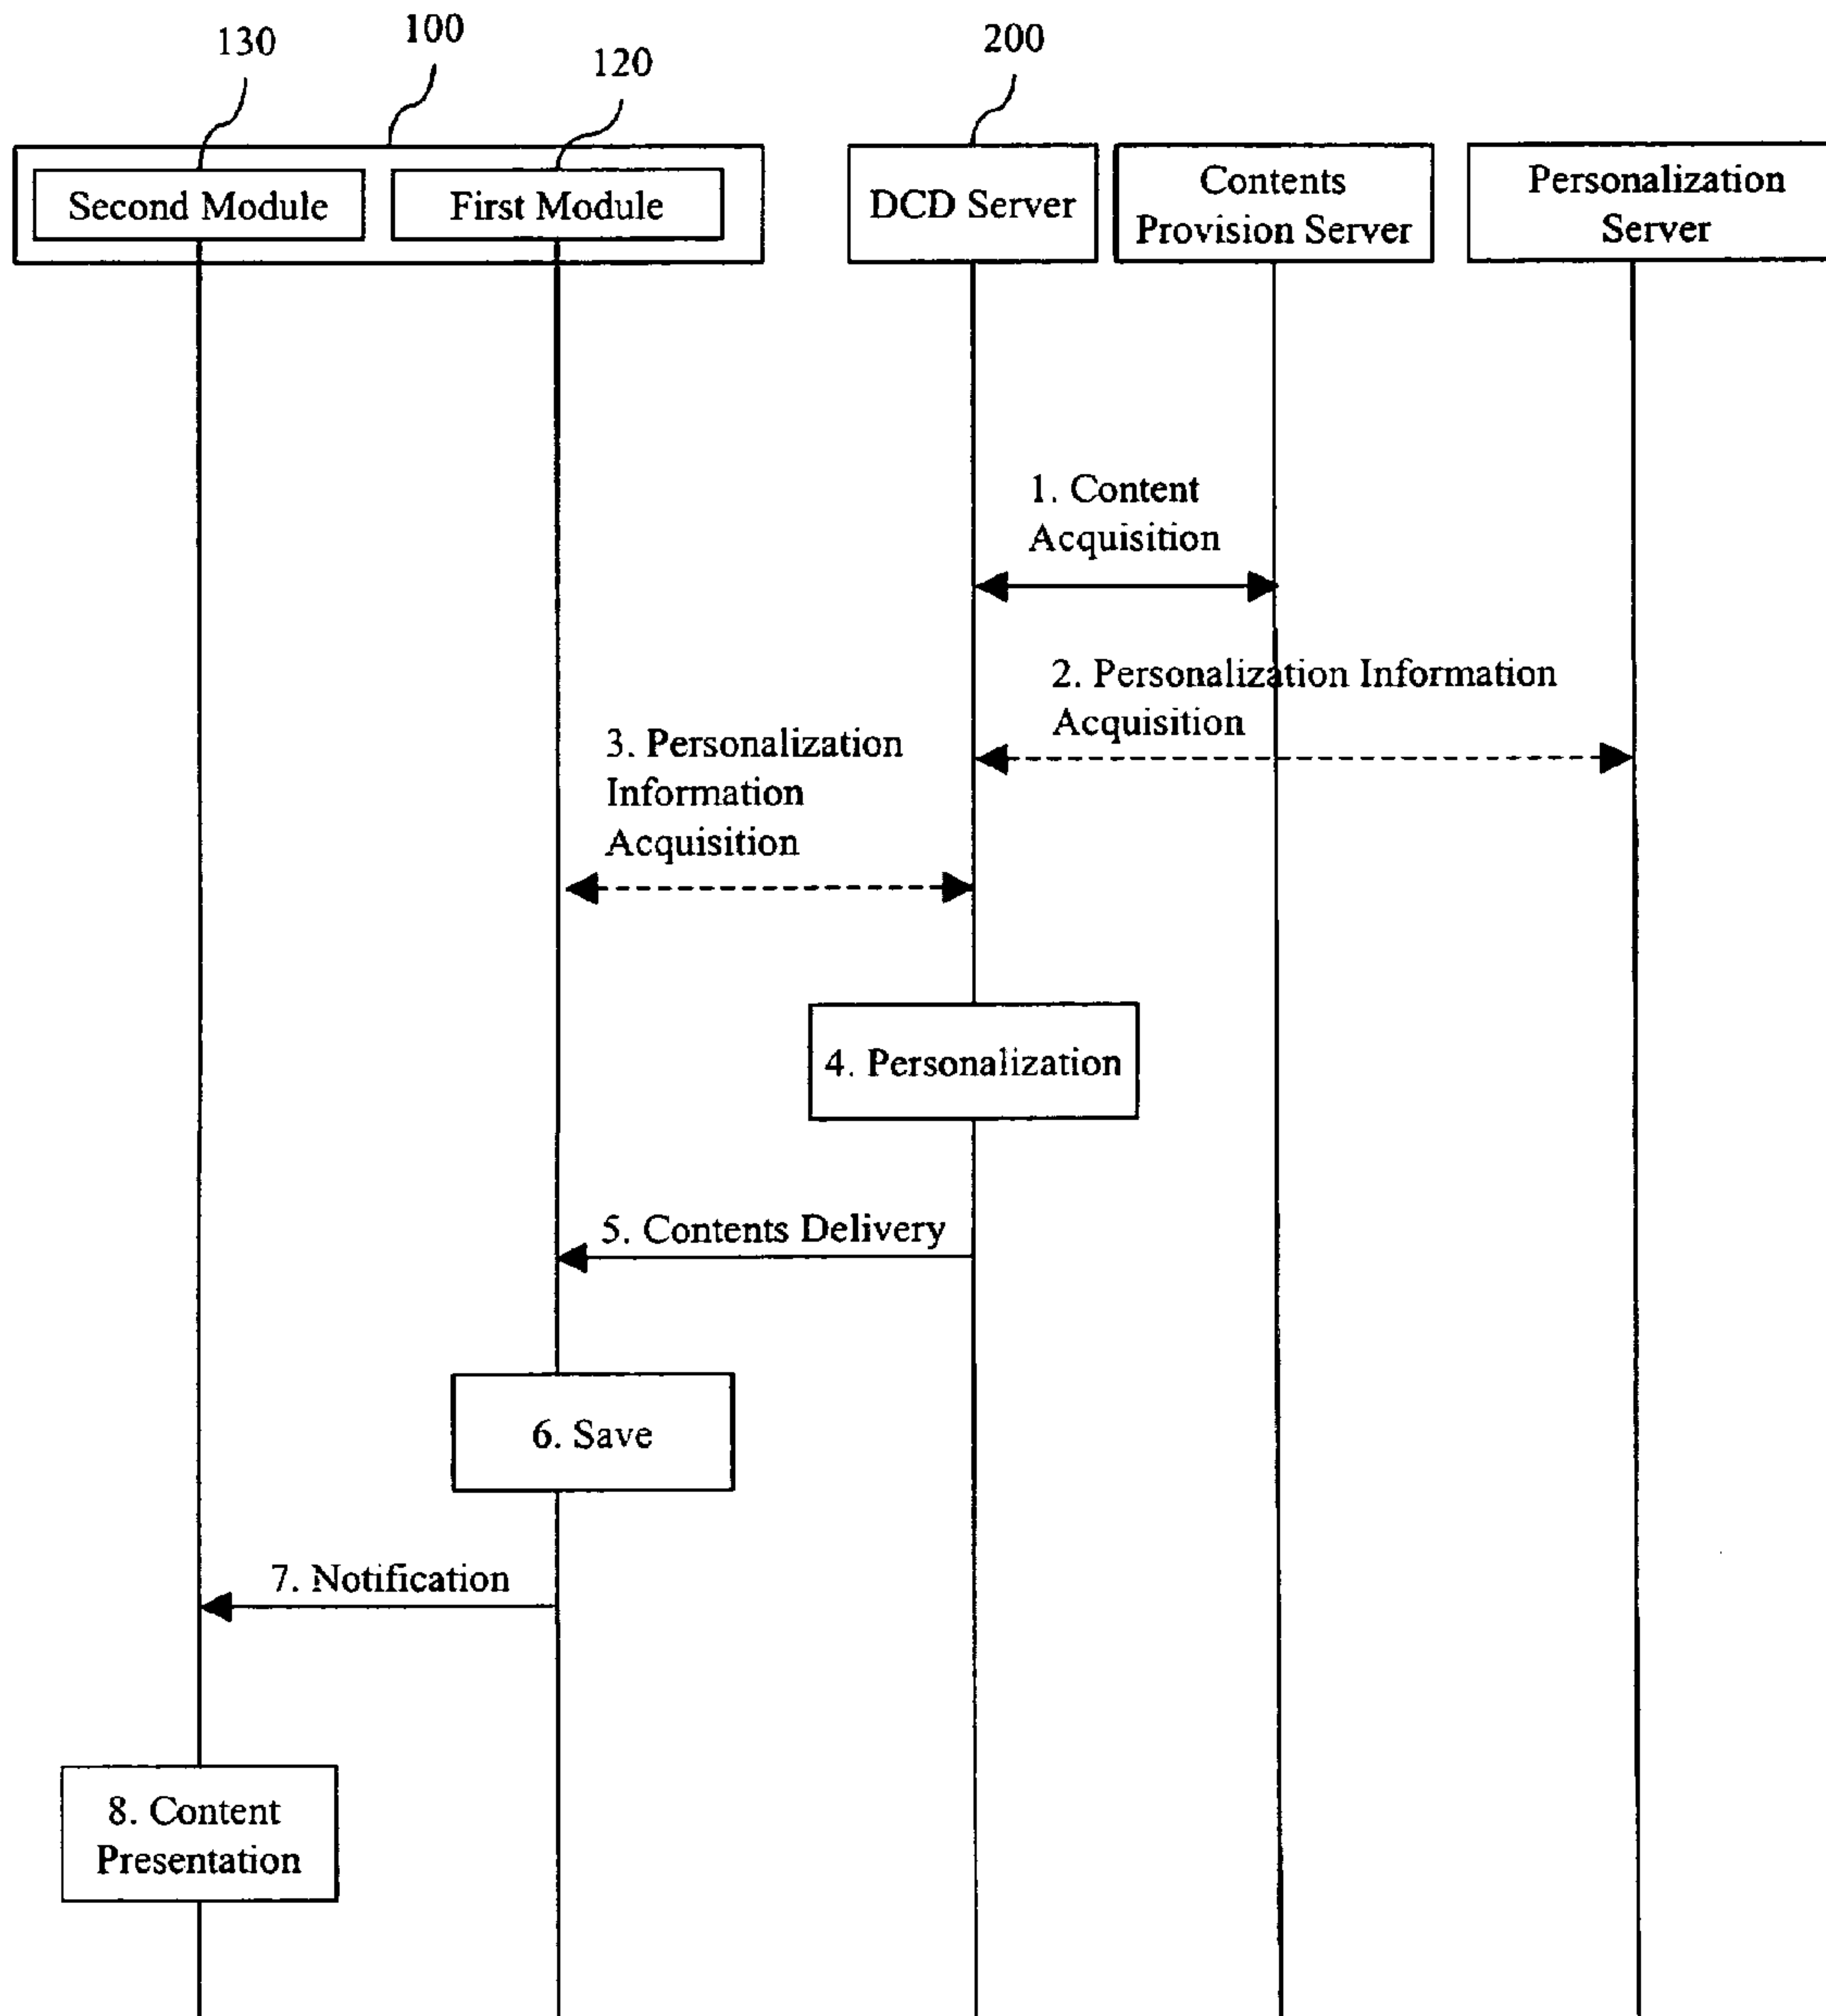 130
100
120
200
Second Module
First Module
DCD Server
Contents
Provision Server
Personalization
Server
1. Content
Acquisition
2. Personalization Information
Acquisition
3. Personalization
Information
Acquisition
4. Personalization
5. Contents Delivery
6. Save
7. Notification
8. Content
Presentation